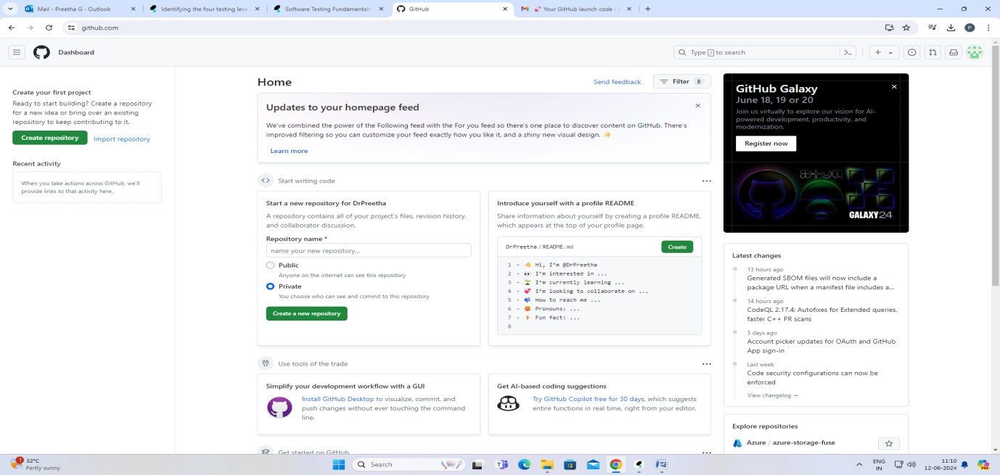 Mail - Preetha G - Outlook
Identifying the four testing leve
Software Testing Fundamentals
GitHub
Your GitHub launch code -
github.com
P
Dashboard
Type / to search
Create your first project
Ready to start building? Create a repository
for a new idea or bring over an existing
repository to keep contributing to it.
Create repository
Import repository
Recent activity
When you take actions across GitHub, we'll
provide links to that activity here.
Home
Send feedback
Filter 8
Updates to your homepage feed
We've combined the power of the Following feed with the For you feed so there's one place to discover content on GitHub. There's
improved filtering so you can customize your feed exactly how you like it, and a shiny new visual design. ✨
Learn more
Start writing code
Start a new repository for DrPreetha
A repository contains all of your project's files, revision history,
and collaborator discussion.
Repository name *
name your new repository...
Public
Anyone on the internet can see this repository
Private
You choose who can see and commit to this repository
Create a new repository
Introduce yourself with a profile README
Share information about yourself by creating a profile README,
which appears at the top of your profile page.
DrPreetha / README.md
Create
1 - 👋 Hi, I'm @DrPreetha
2 - 👀 I'm interested in ...
3 - 🌱 I'm currently learning ...
4 - 💞️ I'm looking to collaborate on ...
5 - 📫 How to reach me ...
6 - 😄 Pronouns: ...
7 - ⚡ Fun fact: ...
8
Use tools of the trade
Simplify your development workflow with a GUI
Install GitHub Desktop to visualize, commit, and
push changes without ever touching the command
line.
Get AI-based coding suggestions
Try GitHub Copilot free for 30 days, which suggests
entire functions in real time, right from your editor.
Get started on GitHub
GitHub Galaxy
June 18, 19 or 20
Join us virtually to explore our vision for AI-
powered development, productivity, and
modernization.
Register now
GALAXY24
Latest changes
13 hours ago
Generated SBOM files will now include a
package URL when a manifest file includes a...
14 hours ago
CodeQL 2.17.4: Autofixes for Extended queries,
faster C++ PR scans
5 days ago
Account picker updates for OAuth and GitHub
App sign-in
Last week
Code security configurations can now be
enforced
View changelog →
Explore repositories
Azure / azure-storage-fuse
1
32°C
Partly sunny
Search
ENG
IN
11:10
12-06-2024